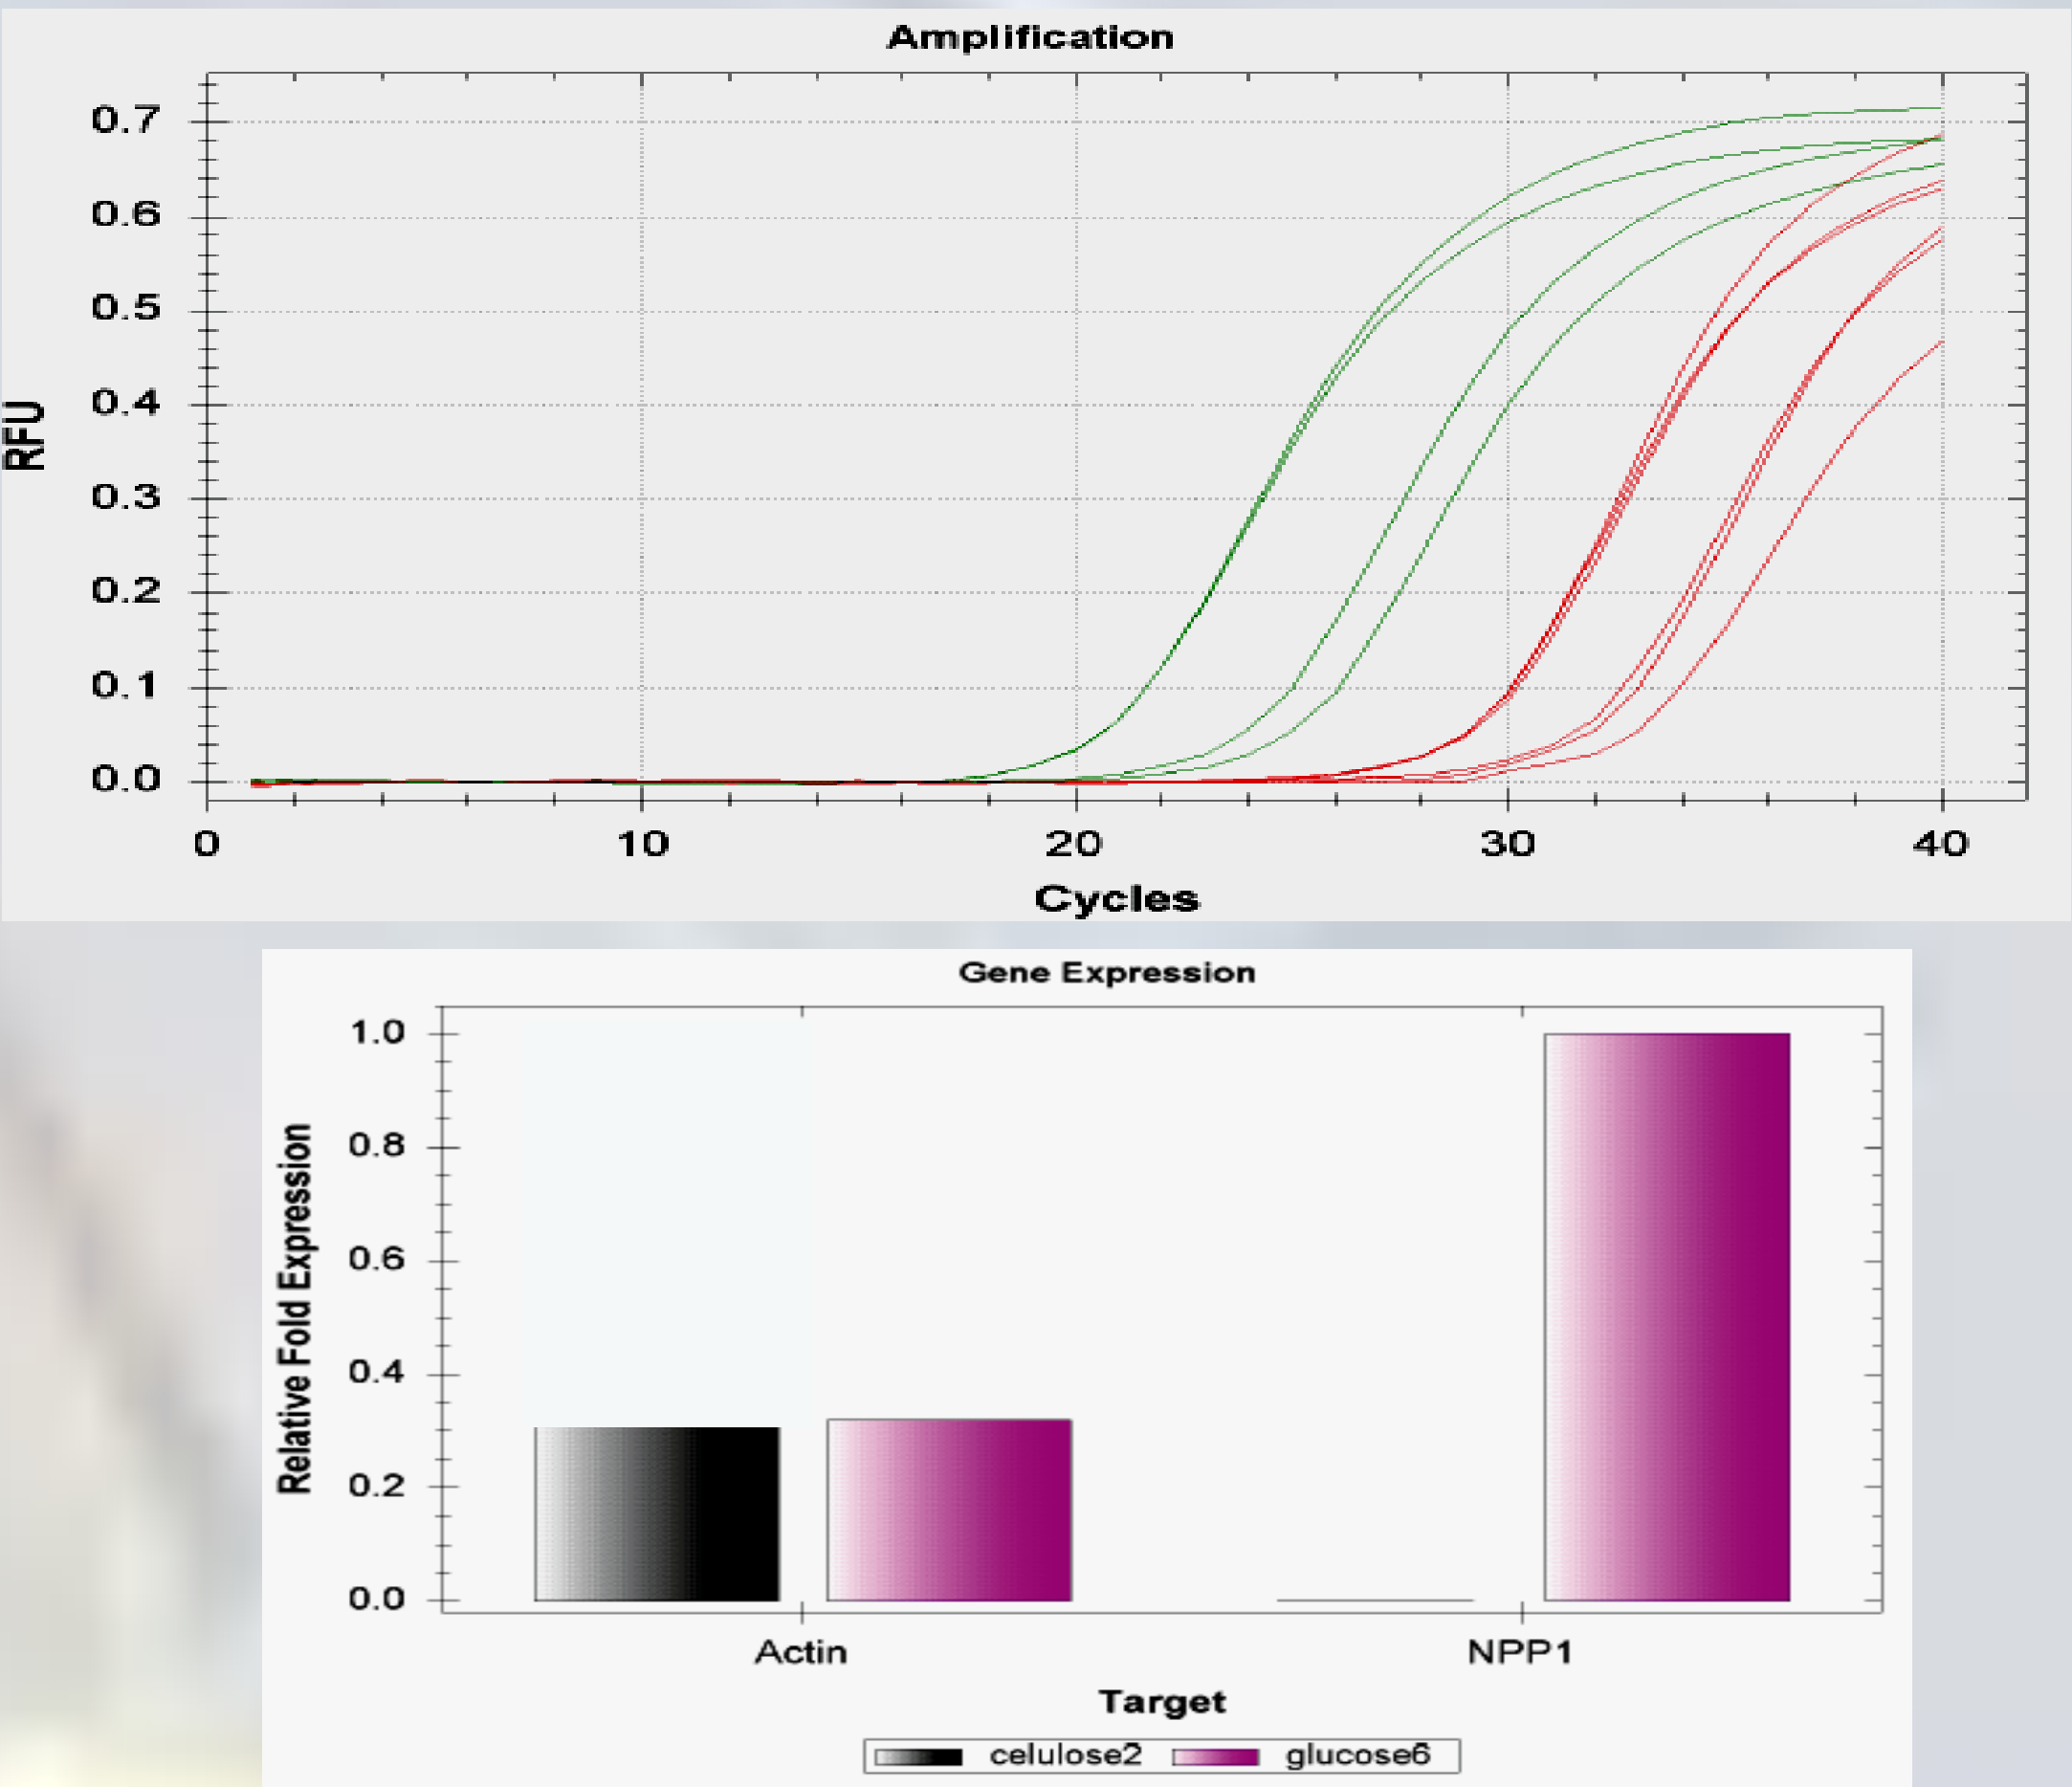 Amplification
0.7
0.6
0.5
0.4
0.3
0.2
0.1
0.0
RFU
0 10 20 30 40
Cycles
Gene Expression
1.0
0.8
0.6
0.4
0.2
0.0
Relative Fold Expression
Actin NPP1
Target
celulose2 glucose6